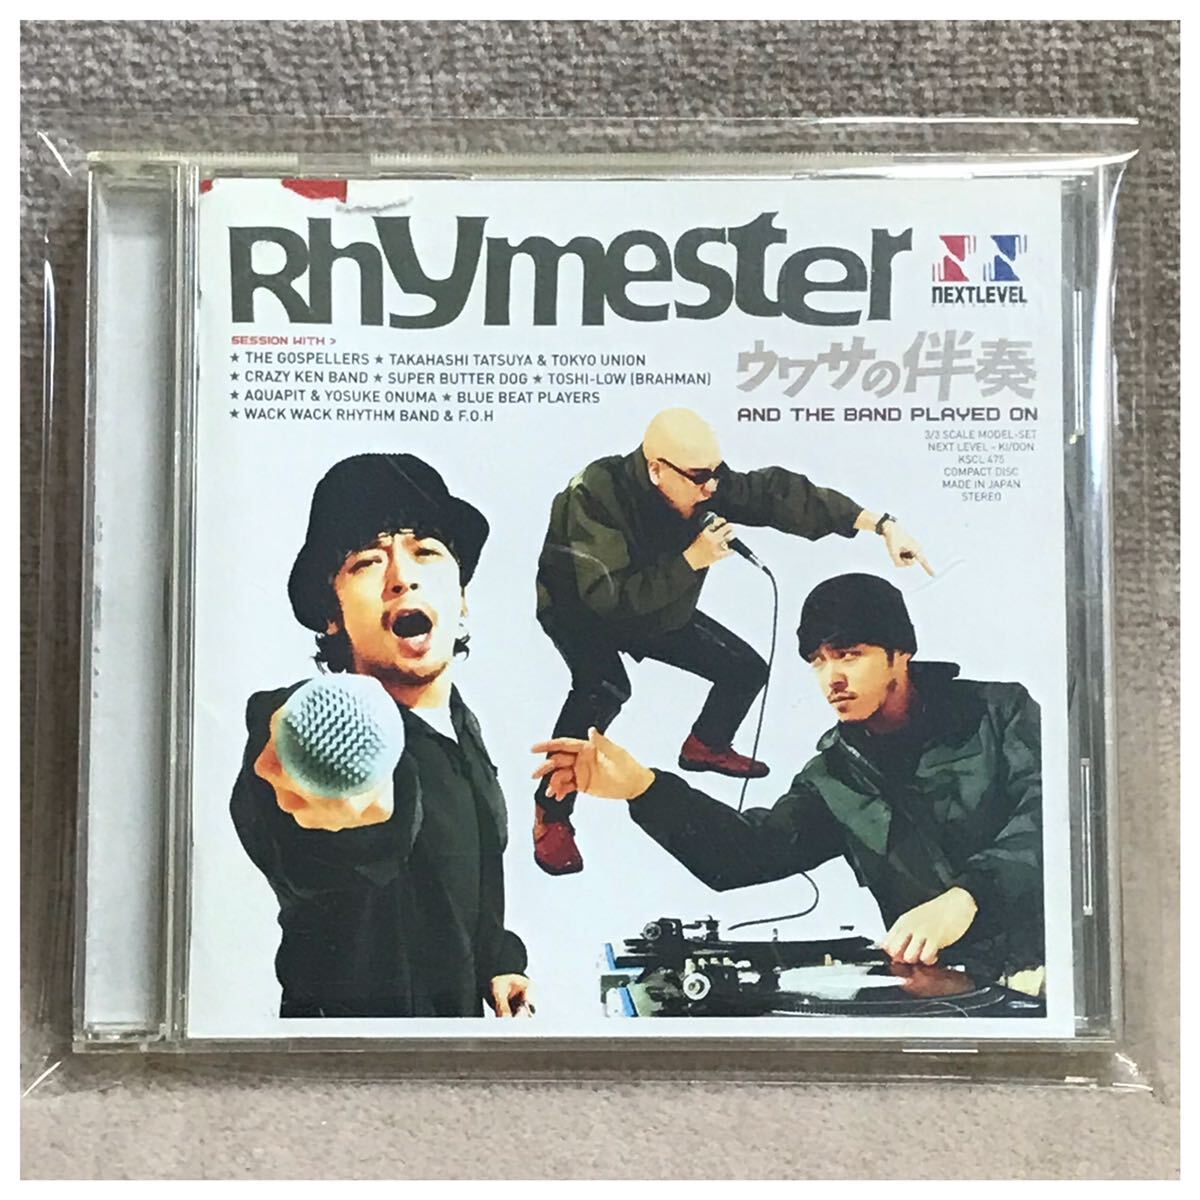 Rhymester
NEXTLEVEL
SESSION WITH >
★ THE GOSPELLERS ★ TAKAHASHI TATSUYA & TOKYO UNION
★ CRAZY KEN BAND ★ SUPER BUTTER DOG ★ TOSHI-LOW (BRAHMAN)
★ AQUAPIT & YOSUKE ONUMA ★ BLUE BEAT PLAYERS
★ WACK WACK RHYTHM BAND & F.O.H
ウワサの伴奏
AND THE BAND PLAYED ON
3/3 SCALE MODEL-SET
NEXT LEVEL - KI/OON
KSCL 475
COMPACT DISC
MADE IN JAPAN
STEREO